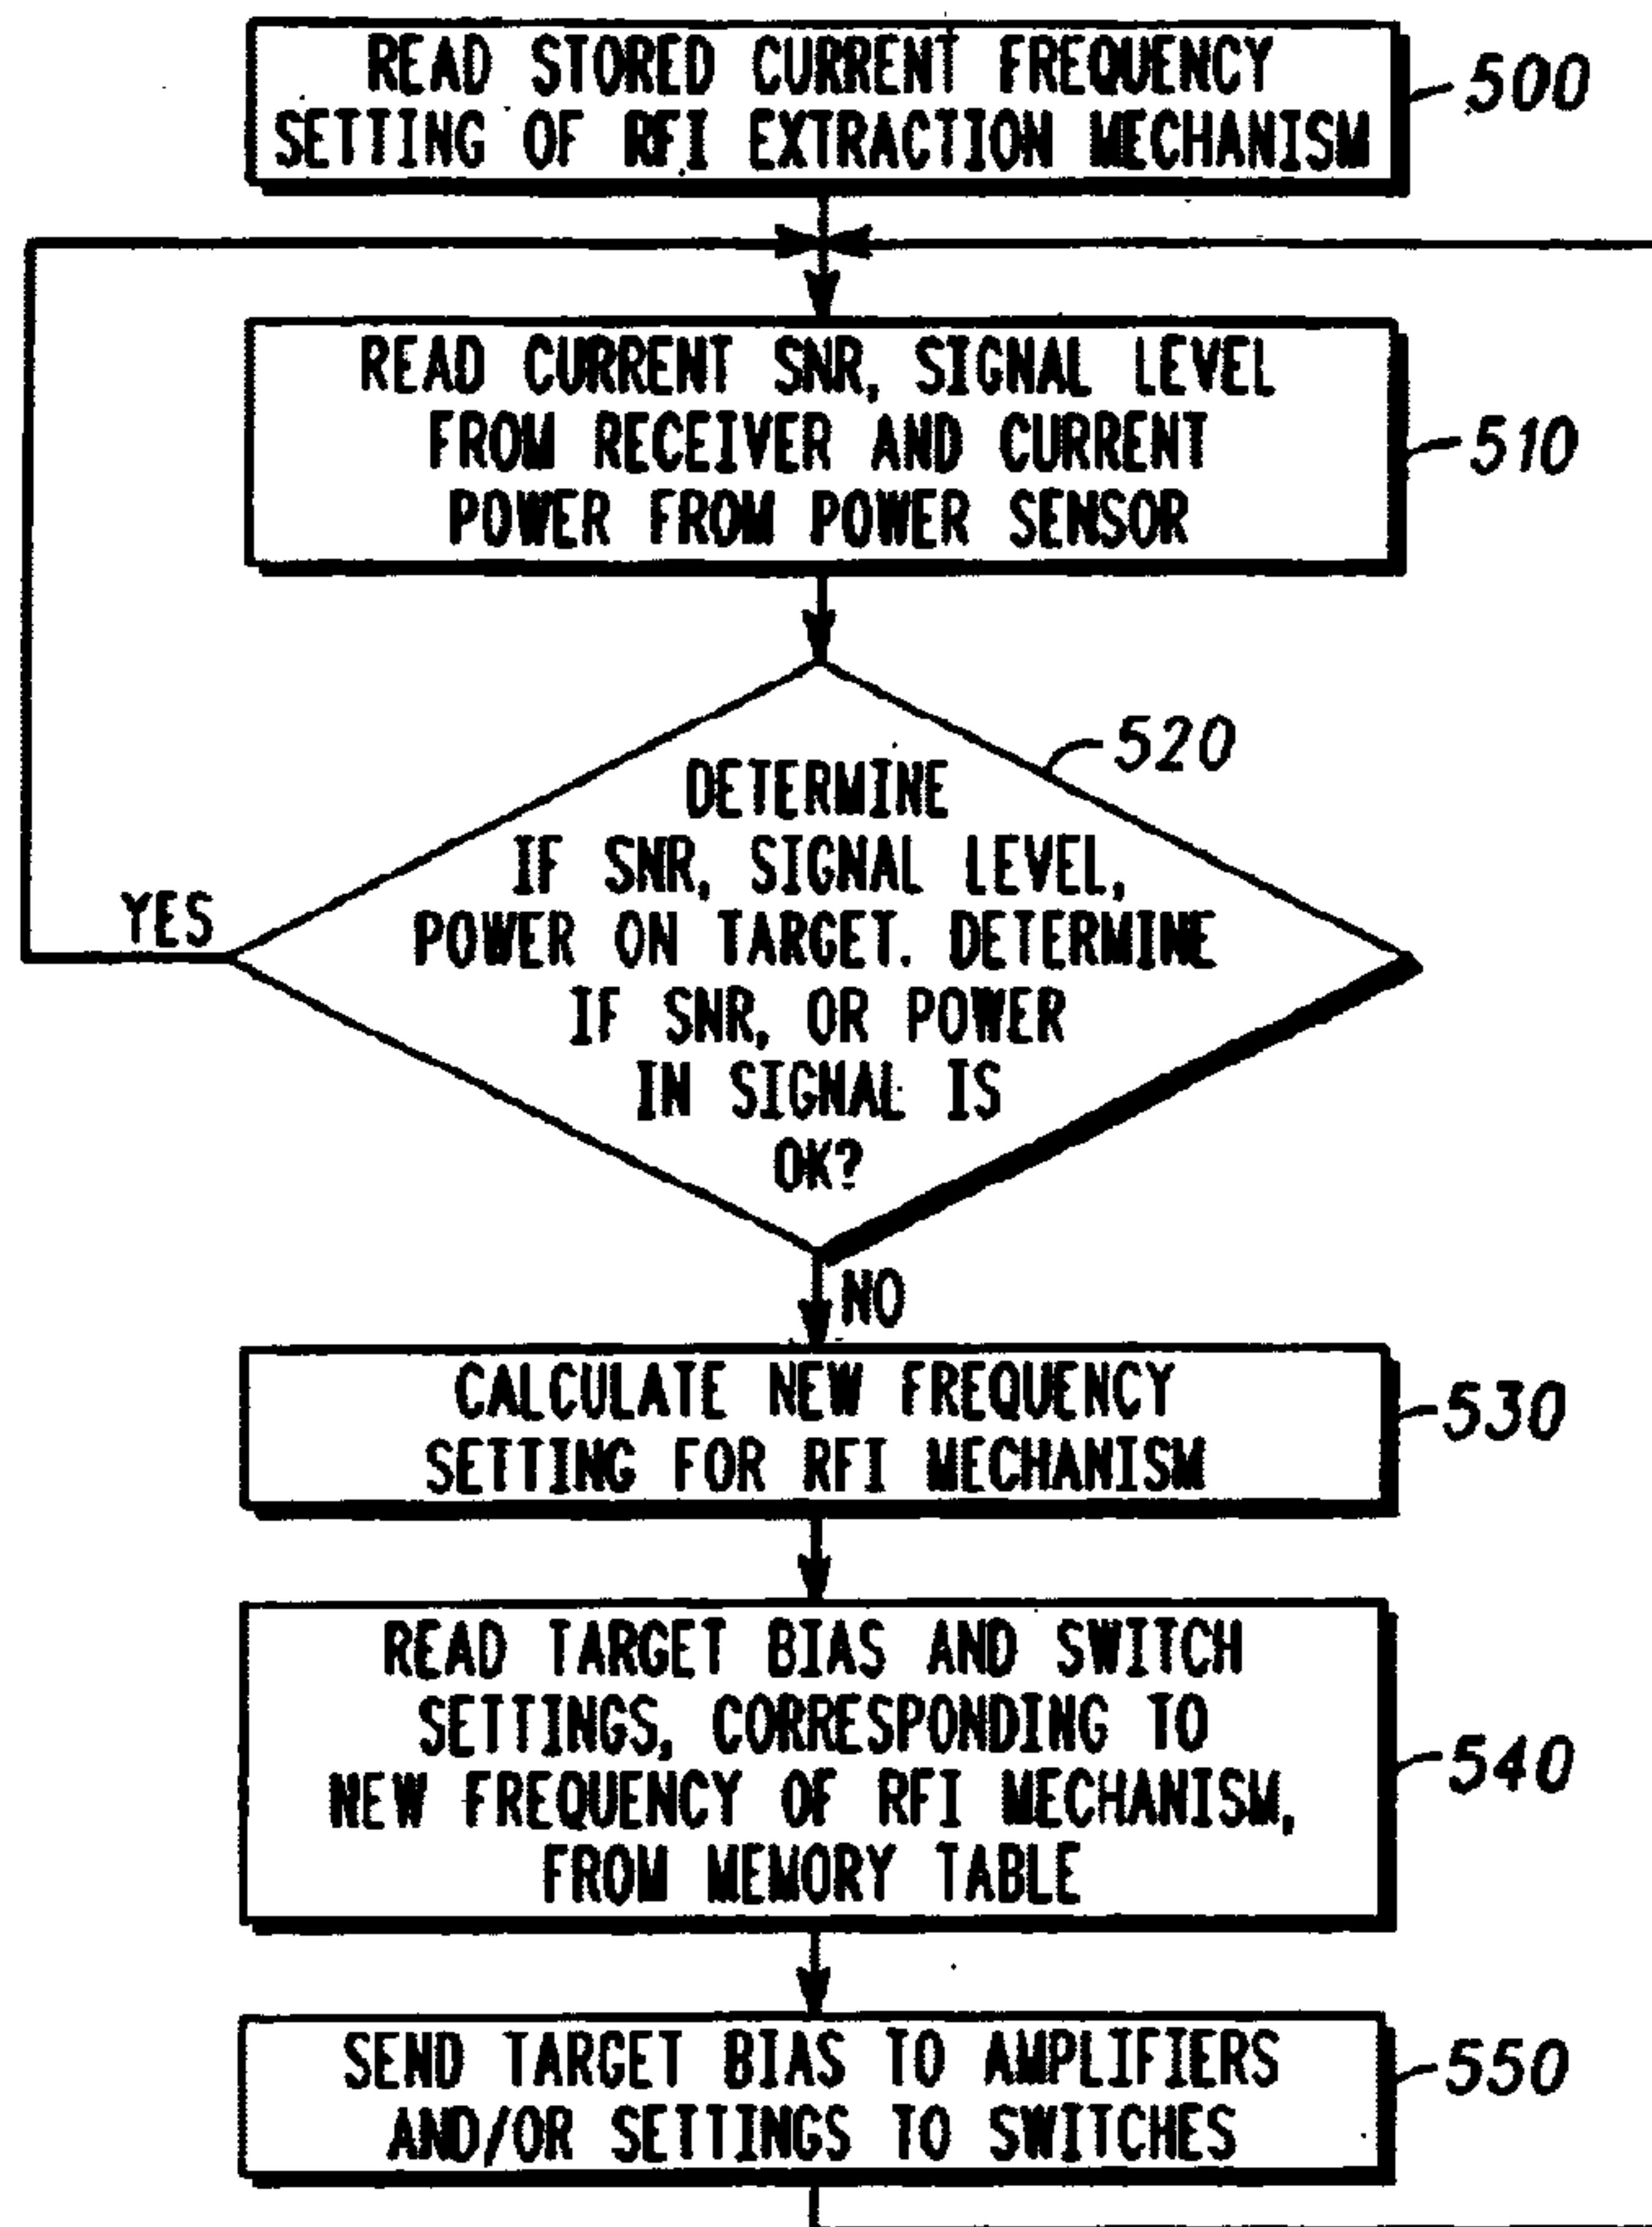 READ STORED CURRENT FREQUENCY
SETTING OF RFI EXTRACTION MECHANISM
500
READ CURRENT SNR, SIGNAL LEVEL
FROM RECEIVER AND CURRENT
POWER FROM POWER SENSOR
510
520
DETERMINE
IF SNR, SIGNAL LEVEL,
POWER ON TARGET. DETERMINE
IF SNR, OR POWER
IN SIGNAL IS
OK?
YES
NO
CALCULATE NEW FREQUENCY
SETTING FOR RFI MECHANISM
530
READ TARGET BIAS AND SWITCH
SETTINGS, CORRESPONDING TO
NEW FREQUENCY OF RFI MECHANISM,
FROM MEMORY TABLE
540
SEND TARGET BIAS TO AMPLIFIERS
AND/OR SETTINGS TO SWITCHES
550